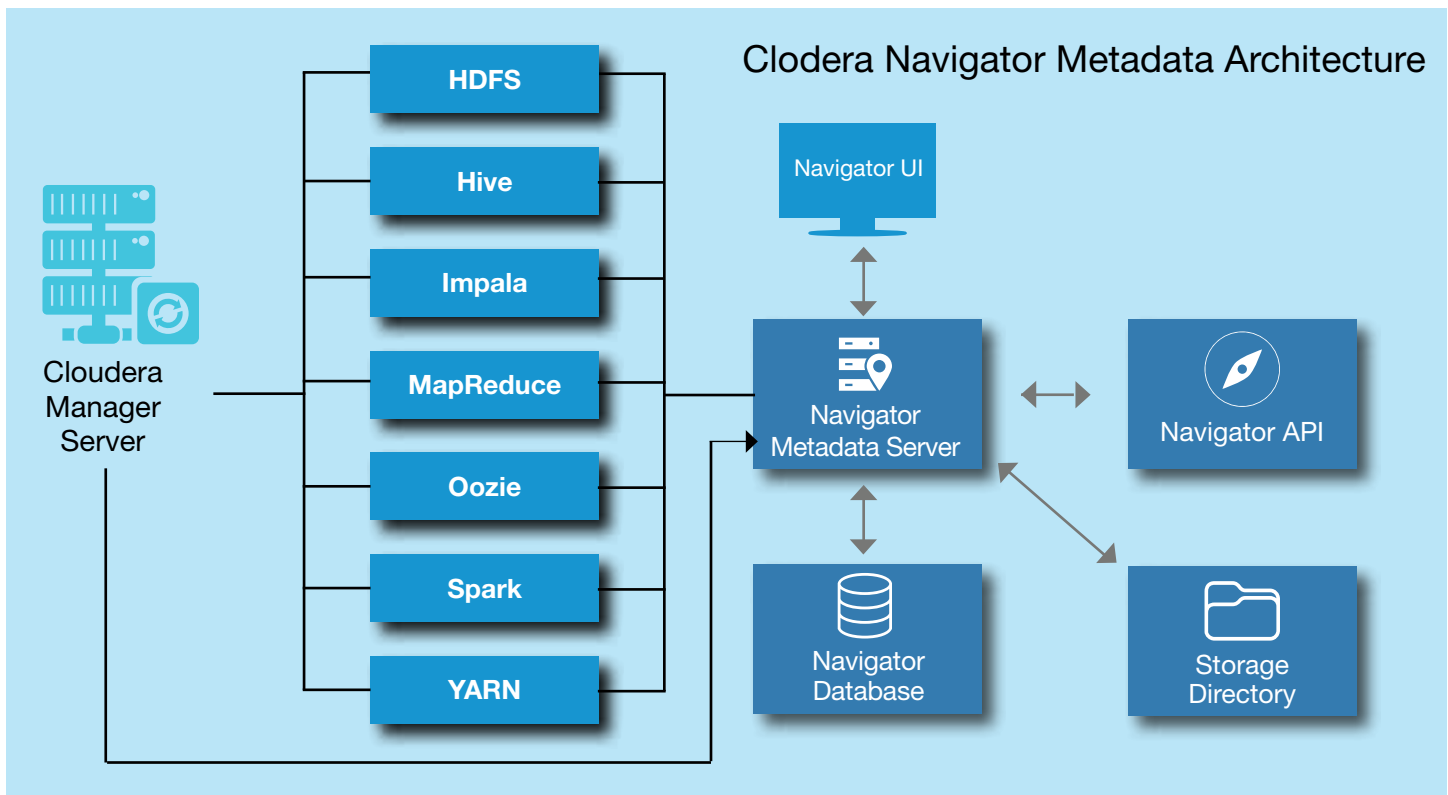 Clodera Navigator Metadata Architecture
HDFS
Hive
Impala
MapReduce
Oozie
Spark
YARN
Cloudera
Manager
Server
Navigator UI
Navigator
Metadata Server
Navigator API
Navigator
Database
Storage
Directory